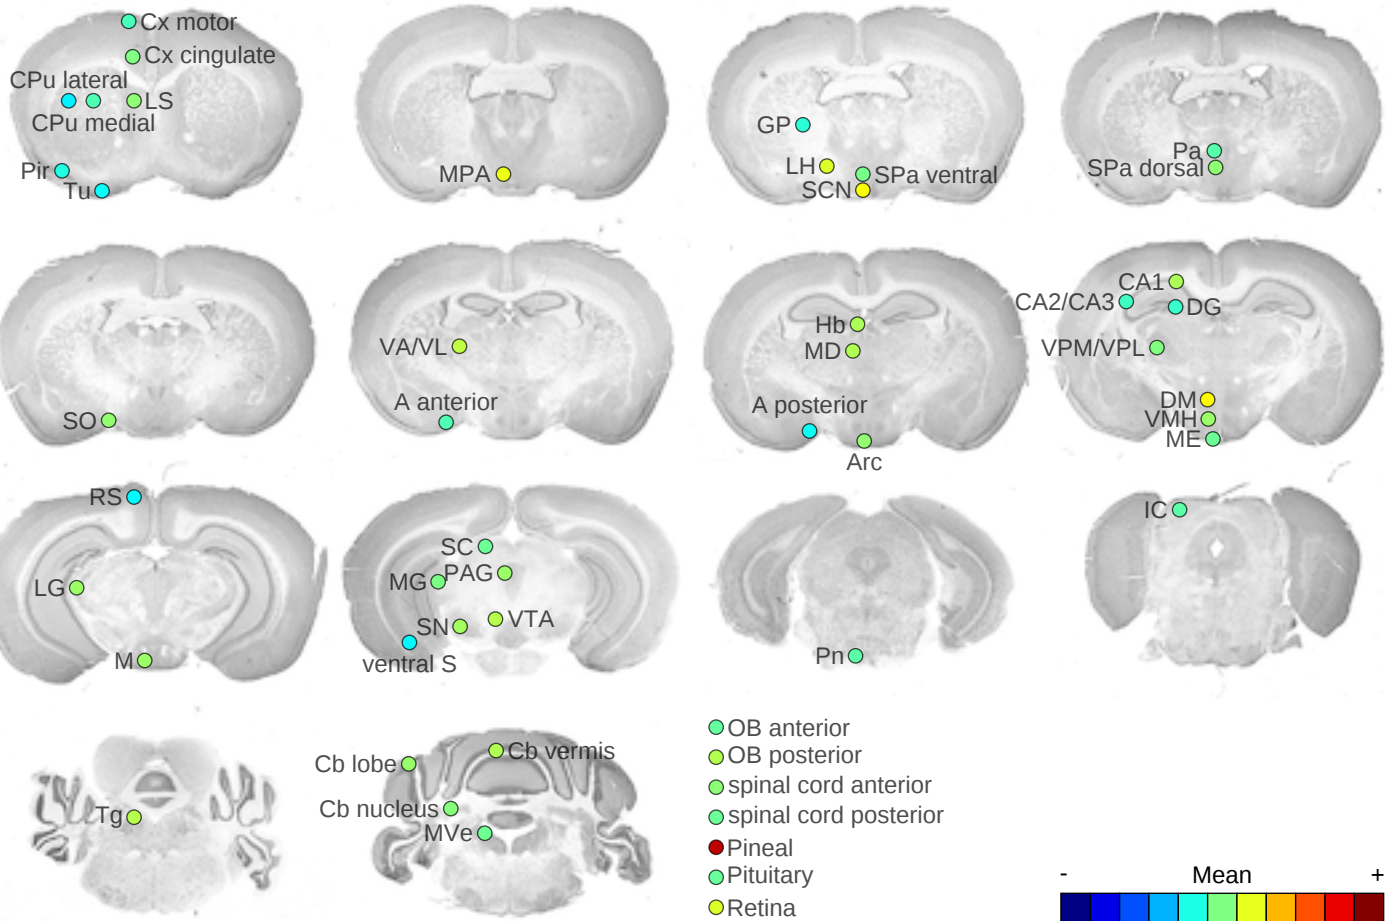 Cx motor
Cx cingulate
CPu lateral
LS
CPu medial
Pir
Tu
MPA
GP
LH
SPa ventral
SCN
Pa
SPa dorsal
SO
VA/VL
A anterior
Hb
MD
A posterior
Arc
CA1
CA2/CA3
DG
VPM/VPL
DM
VMH
ME
RS
LG
M
SC
MG
PAG
SN
VTA
ventral S
Pn
IC
Tg
Cb lobe
Cb vermis
Cb nucleus
MVe
OB anterior
OB posterior
spinal cord anterior
spinal cord posterior
Pineal
Pituitary
Retina
- Mean +